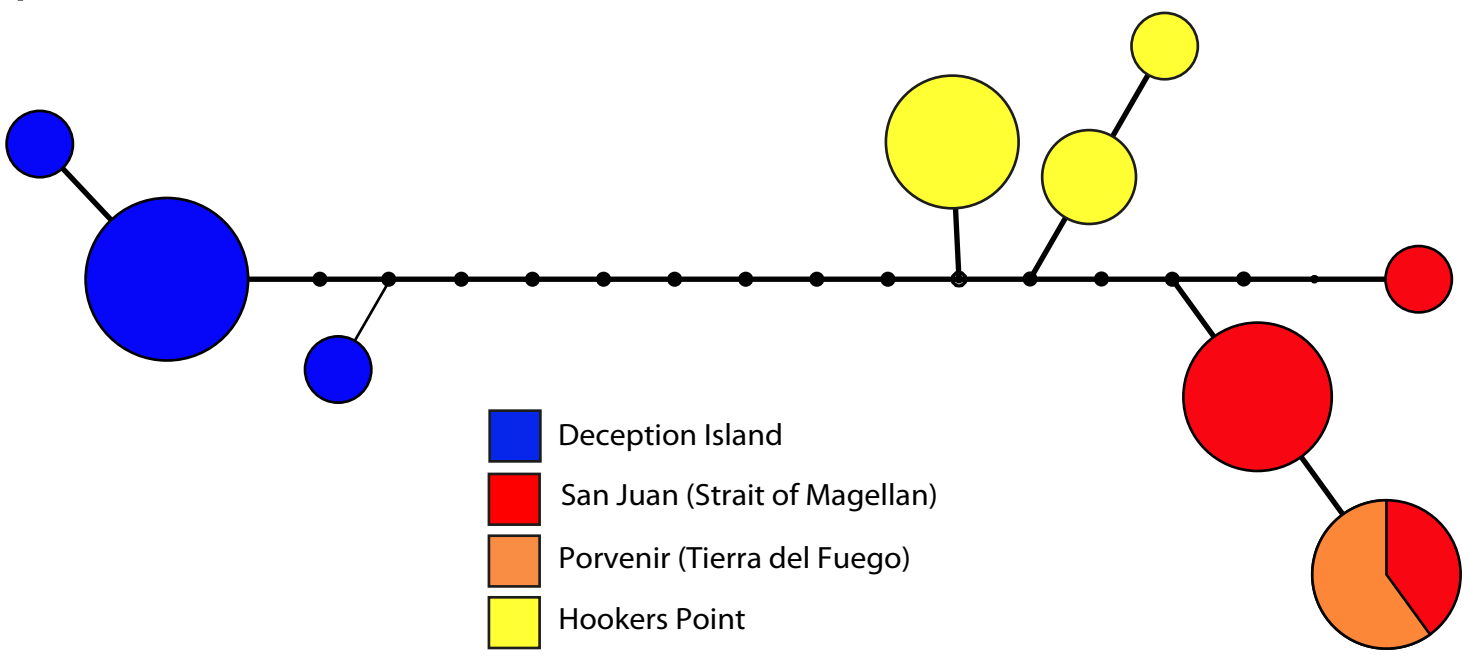 Deception Island
San Juan (Strait of Magellan)
Porvenir (Tierra del Fuego)
Hookers Point